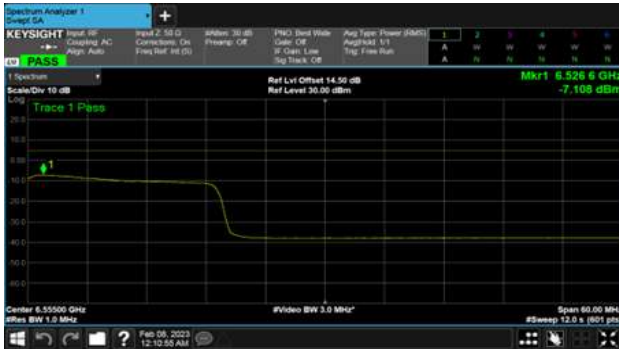 Spectrum Analyzer 1
Swept SA
+
KEYSIGHT Input: RF Input Z: 50 Ω #Atten: 30 dB PNO: Best Wide Avg Type: Power (RMS) 1 2 3 4 5 6
Coupling: AC Corrections: On Preamp: Off Gate: Off Avg|Hold: 1/1 A W W W W W
Align: Auto Freq Ref: Int (S) IF Gain: Low Trig: Free Run
Sig Track: Off A N N N N N
PASS
1 Spectrum Ref Lvl Offset 14.50 dB Mkr1 6.526 6 GHz
Scale/Div 10 dB Ref Level 30.00 dBm -7.108 dBm
Log
Trace 1 Pass
20.0
10.0
0.00
1
-10.0
-20.0
-30.0
-40.0
-50.0
-60.0
Center 6.55500 GHz #Video BW 3.0 MHz* Span 60.00 MHz
#Res BW 1.0 MHz #Sweep 12.0 s (601 pts)
? Feb 08, 2023
12:10:55 AM